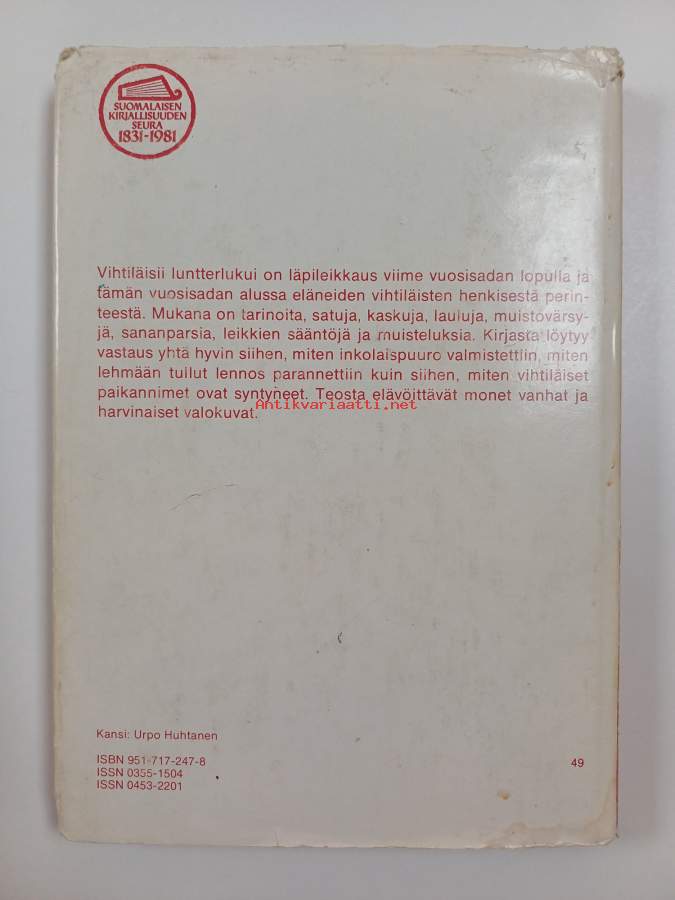 SUOMALAISEN
KIRJALLISUUDEN
SEURA
1831-1981
Vihtiläisii luntterlukui on läpileikkaus viime vuosisadan lopulla ja
tämän vuosisadan alussa eläneiden vihtiläisten henkisestä perin-
teestä. Mukana on tarinoita, satuja, kaskuja, lauluja, muistovärsy-
jä, sananparsia, leikkien sääntöjä ja muisteluksia. Kirjasta löytyy
vastaus yhtä hyvin siihen, miten inkolaispuuro valmistettiin, miten
lehmään tullut lennos parannettiin kuin siihen, miten vihtiläiset
paikannimet ovat syntyneet. Teosta elävöittävät monet vanhat ja
Antikvariaatti.net
harvinaiset valokuvat.
Kansi: Urpo Huhtanen
ISBN 951-717-247-8
ISSN 0355-1504
ISSN 0453-2201
49